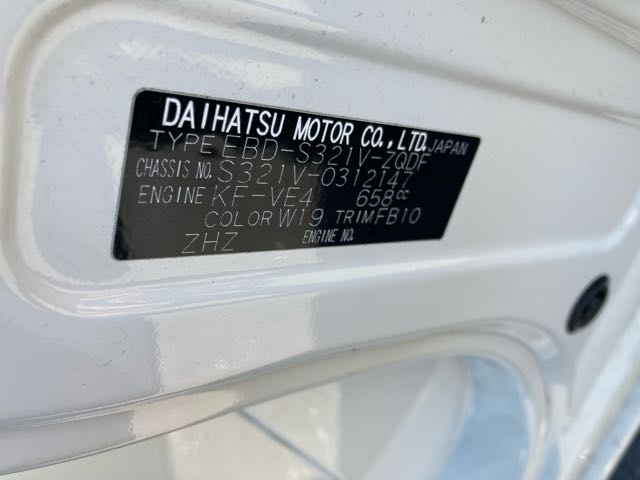 DAIHATSU MOTOR CO., LTD. JAPAN
TYPE EBD-S321V-ZQDF
CHASSIS NO. S321V-0312147
ENGINE KF-VE4 658cc
COLOR W19 TRIM FB10
ZHZ ENGINE NO.